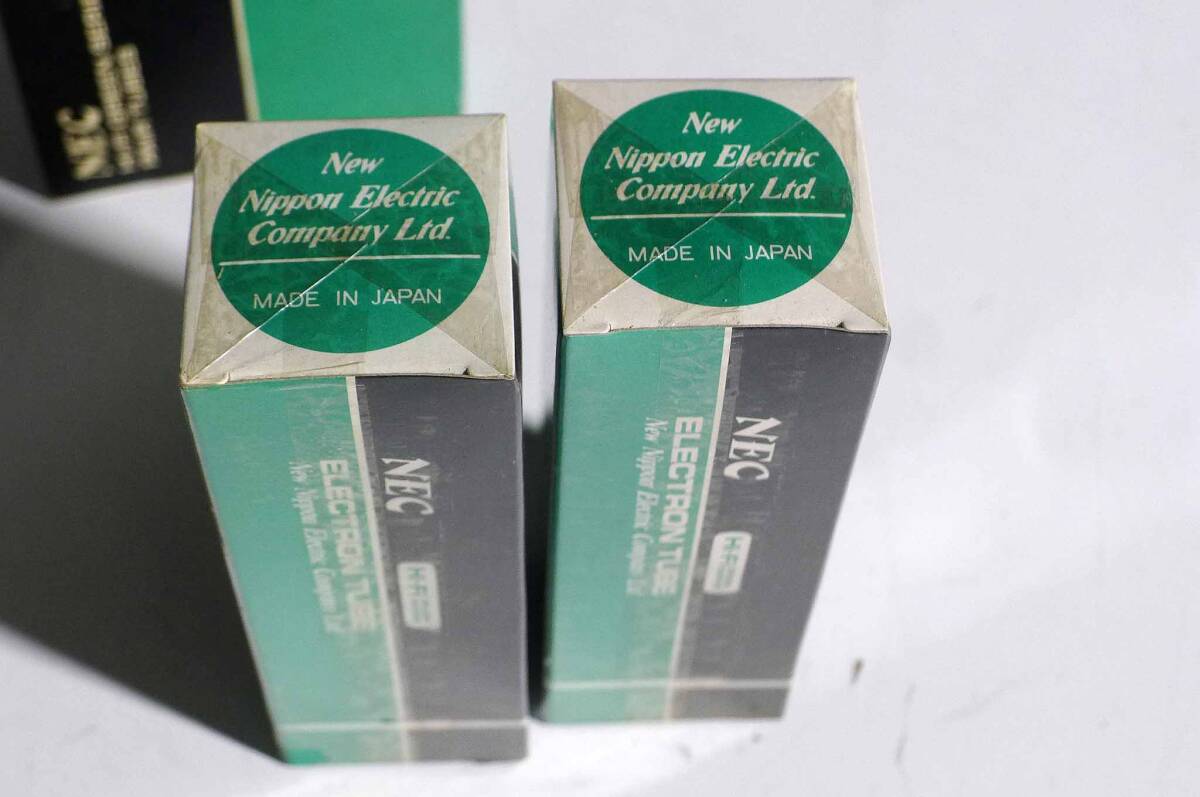 NEC
New
Nippon Electric
Company Ltd.
MADE IN JAPAN
NEC
ELECTRON TUBE
New Nippon Electric Company Ltd
New
Nippon Electric
Company Ltd.
MADE IN JAPAN
NEC
ELECTRON TUBE
New Nippon Electric Company Ltd